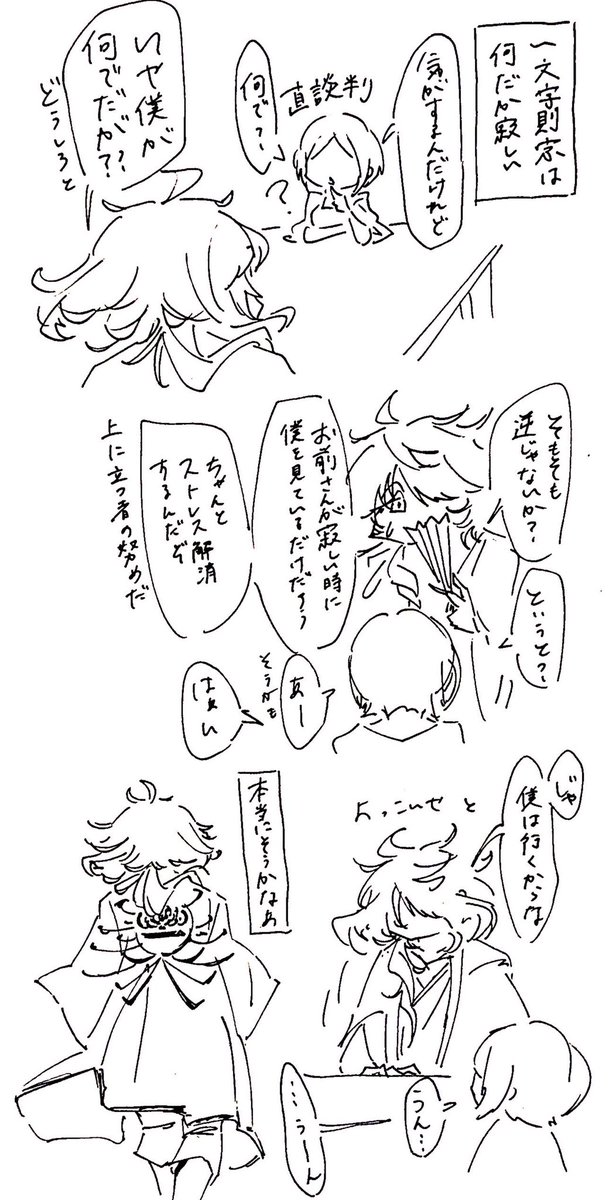 一文字則宗は
何だか寂しい
気がするんだけれど
直談判
何で?
?
いや僕が
何でだが??
どうしろと
そもそも
逆じゃないか?
というと?
お前さんが寂しい時に
僕を見ているだけだろう?
ちゃんと
ストレス解消
するんだぞ
上に立つ者の努めだ
あー
そうかも
はぁい
じゃ
僕は行くからな
よっこいせ と
うん…
…うーん
本当にそうかなあ